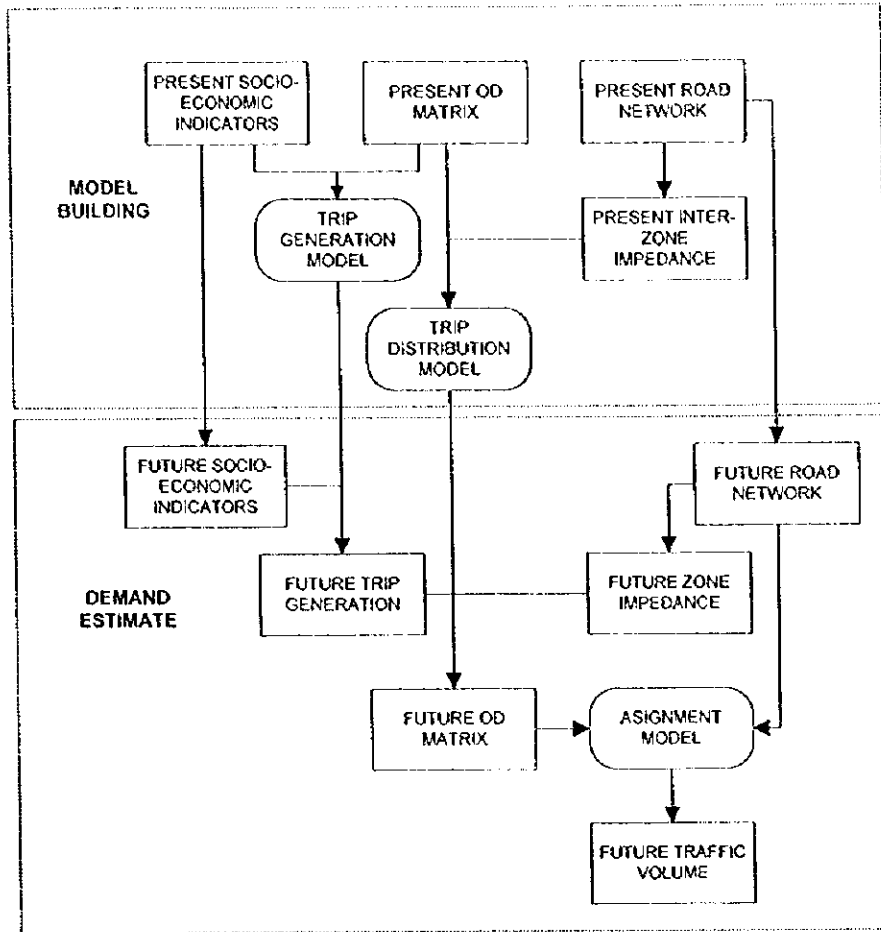 PRESENT SOCIO-
ECONOMIC
INDICATORS
PRESENT OD
MATRIX
PRESENT ROAD
NETWORK
MODEL
BUILDING
TRIP
GENERATION
MODEL
PRESENT INTER-
ZONE
IMPEDANCE
TRIP
DISTRIBUTION
MODEL
FUTURE SOCIO-
ECONOMIC
INDICATORS
FUTURE ROAD
NETWORK
DEMAND
ESTIMATE
FUTURE TRIP
GENERATION
FUTURE ZONE
IMPEDANCE
FUTURE OD
MATRIX
ASIGNMENT
MODEL
FUTURE TRAFFIC
VOLUME